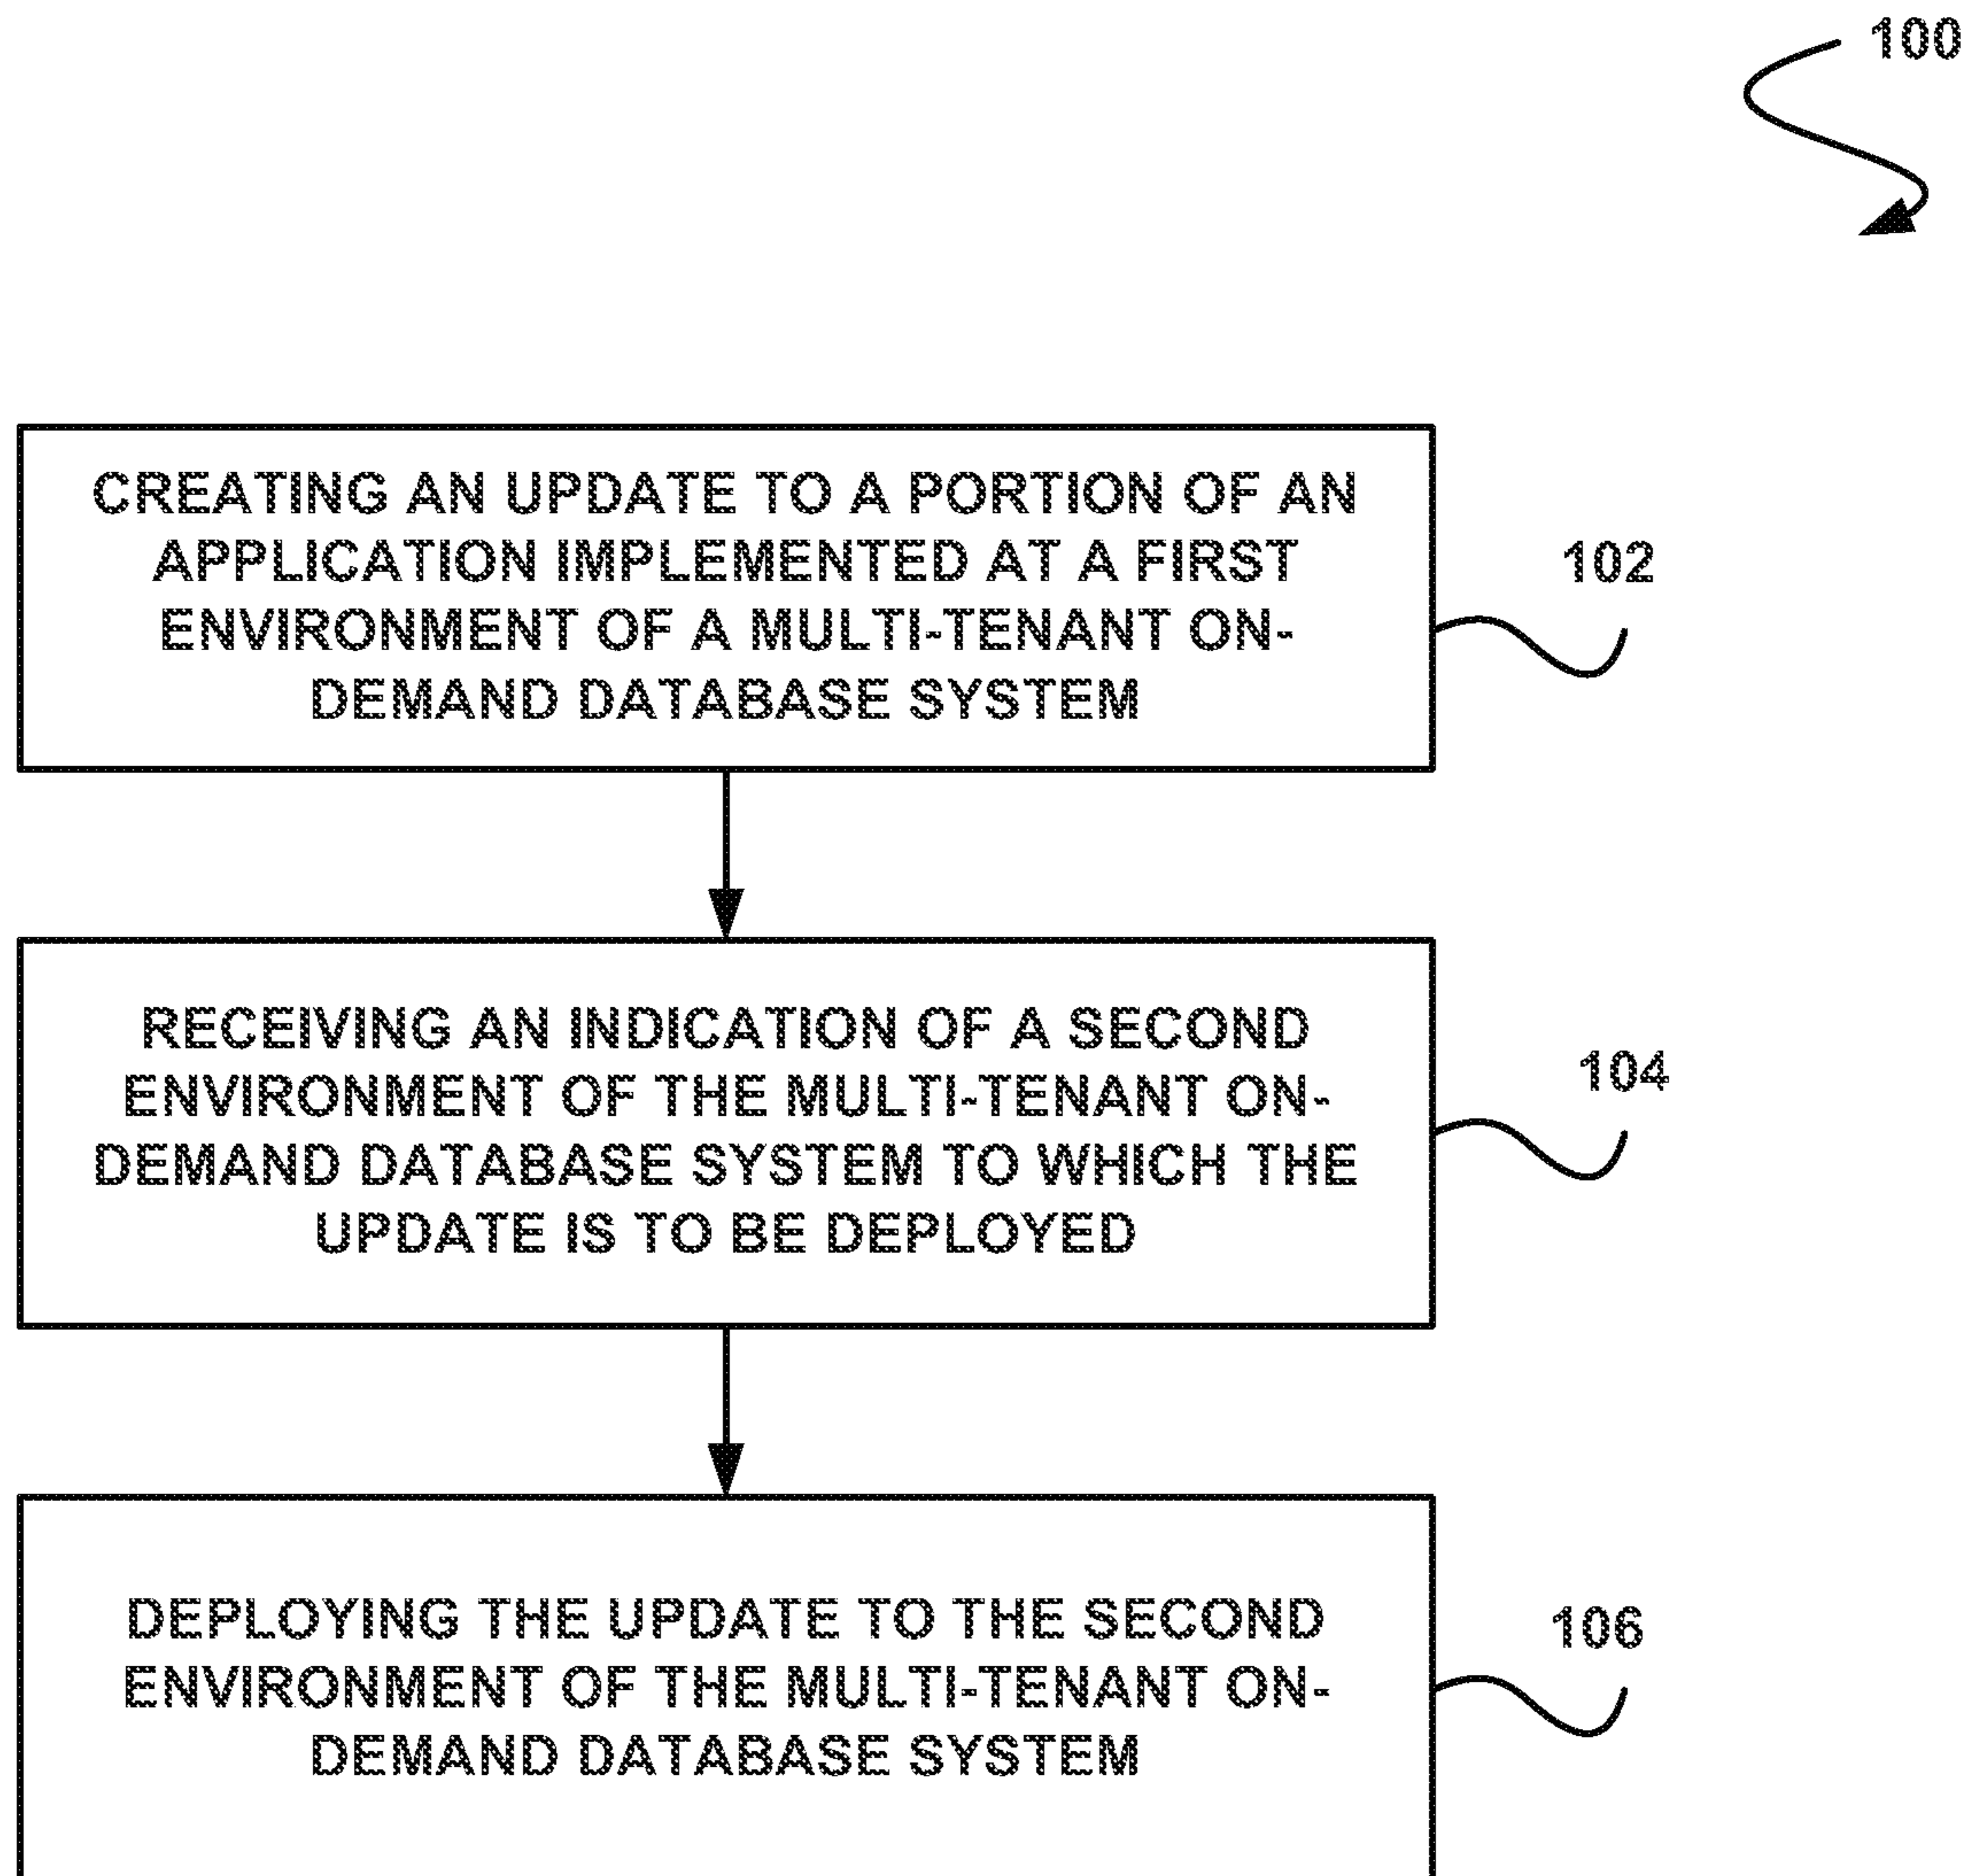 100
CREATING AN UPDATE TO A PORTION OF AN
APPLICATION IMPLEMENTED AT A FIRST
ENVIRONMENT OF A MULTI-TENANT ON-
DEMAND DATABASE SYSTEM
102
RECEIVING AN INDICATION OF A SECOND
ENVIRONMENT OF THE MULTI-TENANT ON-
DEMAND DATABASE SYSTEM TO WHICH THE
UPDATE IS TO BE DEPLOYED
104
DEPLOYING THE UPDATE TO THE SECOND
ENVIRONMENT OF THE MULTI-TENANT ON-
DEMAND DATABASE SYSTEM
106